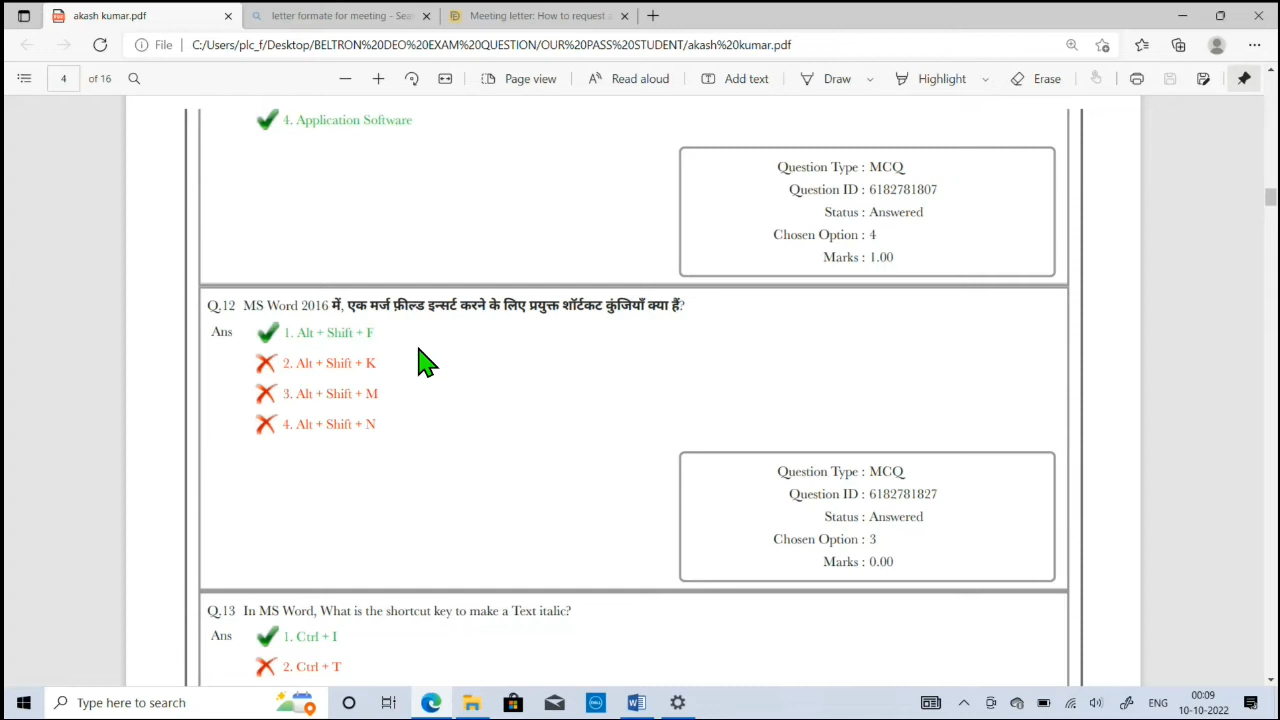 akash kumar.pdf
letter formate for meeting - Sea
Meeting letter: How to request a
File
C:/Users/plc_f/Desktop/BELTRON%20DEO%20EXAM%20QUESTION/OUR%20PASS%20STUDENT/akash%20kumar.pdf
4 of 16
Page view
Read aloud
Add text
Draw
Highlight
Erase
4. Application Software
Question Type : MCQ
Question ID : 6182781807
Status : Answered
Chosen Option : 4
Marks : 1.00
Q.12 MS Word 2016 में, एक मर्ज फ़ील्ड इन्सर्ट करने के लिए प्रयुक्त शॉर्टकट कुंजियाँ क्या हैं?
Ans
1. Alt + Shift + F
2. Alt + Shift + K
3. Alt + Shift + M
4. Alt + Shift + N
Question Type : MCQ
Question ID : 6182781827
Status : Answered
Chosen Option : 3
Marks : 0.00
Q.13 In MS Word, What is the shortcut key to make a Text italic?
Ans
1. Ctrl + I
2. Ctrl + T
Type here to search
ENG
00:09
10-10-2022